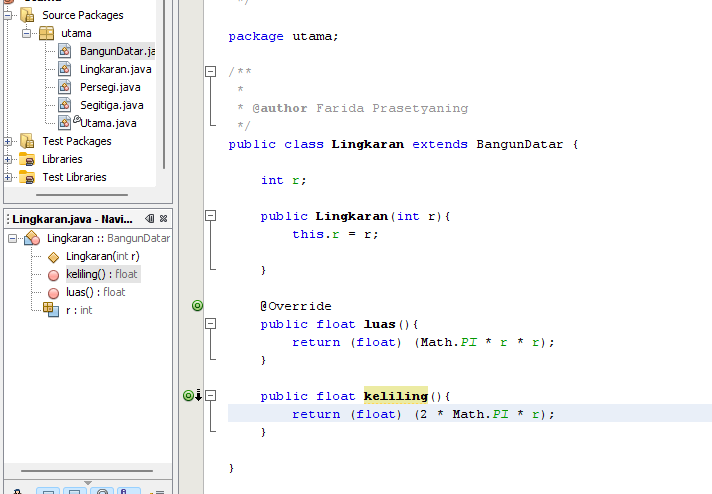 utama
Source Packages
utama
BangunDatar.ja
Lingkaran.java
Persegi.java
Segitiga.java
Utama.java
Test Packages
Libraries
Test Libraries
Lingkaran.java - Navi...
Lingkaran :: BangunDatar
Lingkaran(int r)
keliling() : float
luas() : float
r : int
*/
package utama;
/**
*
* @author Farida Prasetyaning
*/
public class Lingkaran extends BangunDatar {
int r;
public Lingkaran(int r){
this.r = r;
}
@Override
public float luas(){
return (float) (Math.PI * r * r);
}
public float keliling(){
return (float) (2 * Math.PI * r);
}
}